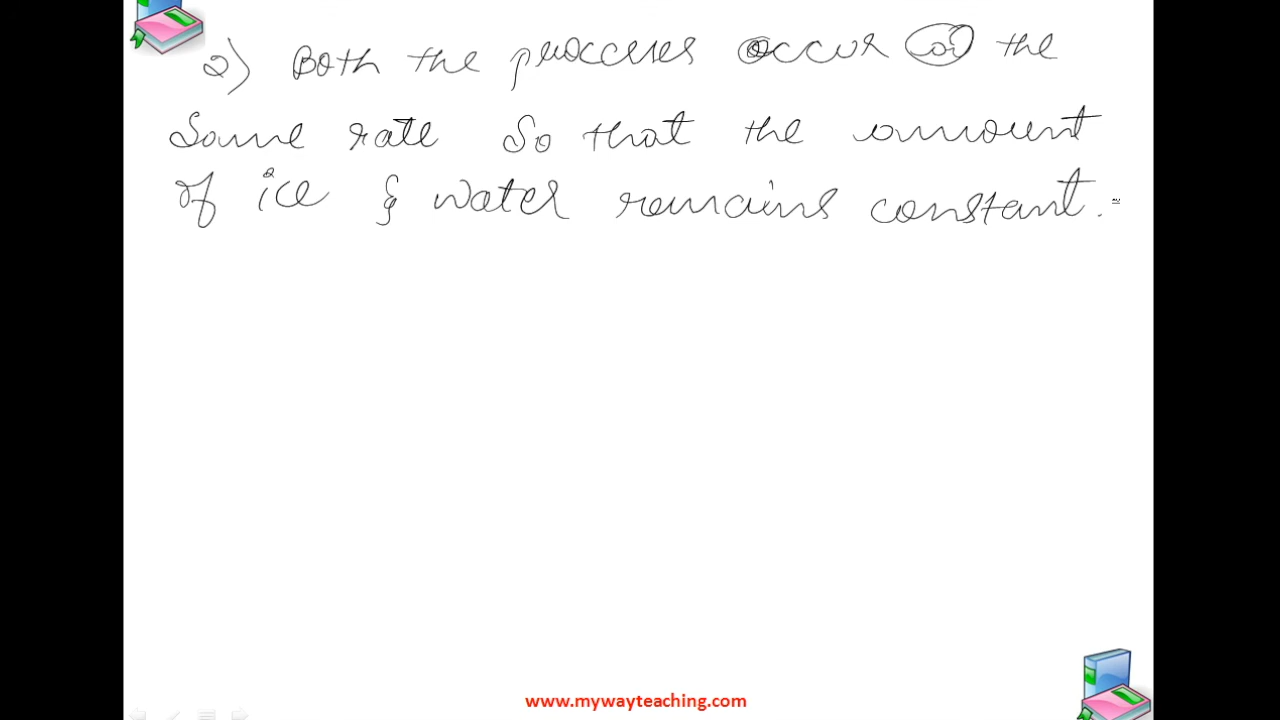 2) Both the processes occur at the
Same rate So that the amount
of ice & water remains constant.
www.mywayteaching.com